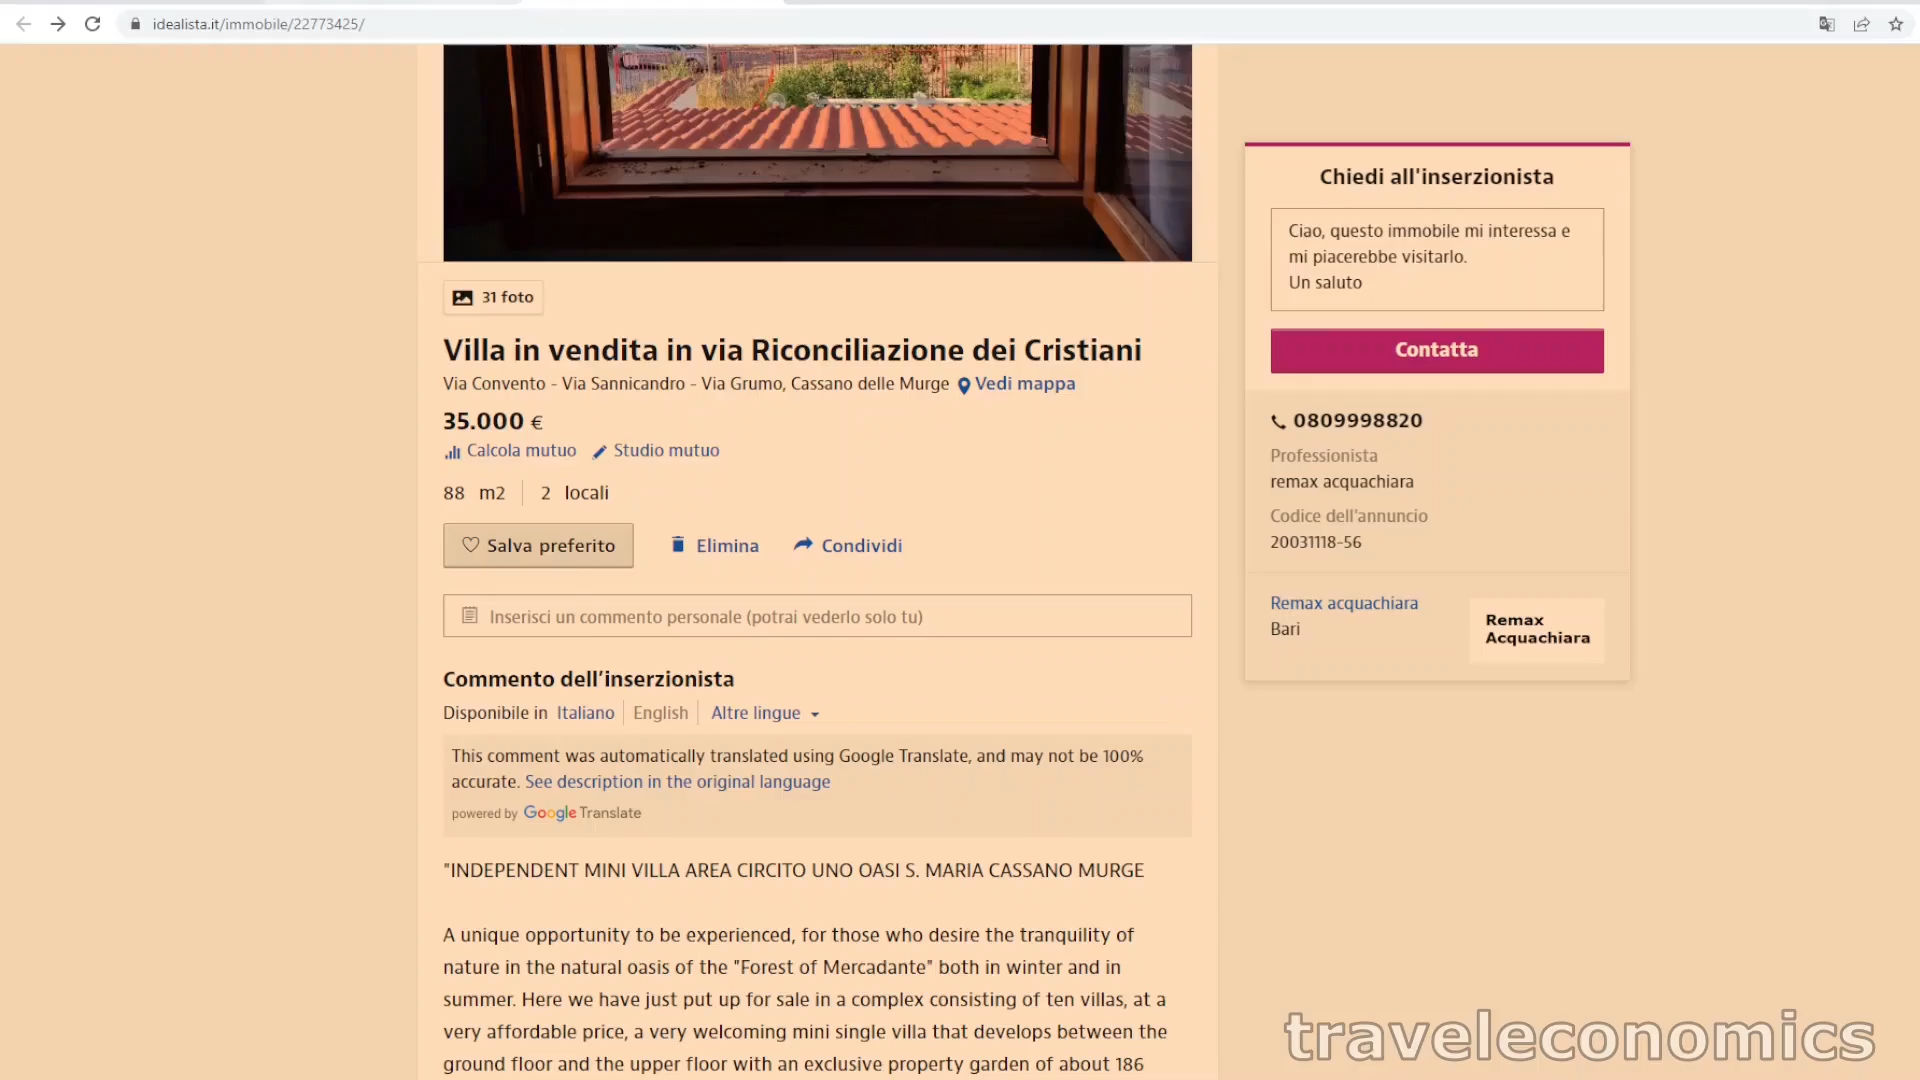 idealista.it/immobile/22773425/
31 foto
Villa in vendita in via Riconciliazione dei Cristiani
Via Convento - Via Sannicandro - Via Grumo, Cassano delle Murge Vedi mappa
35.000 €
Calcola mutuo Studio mutuo
88 m2 2 locali
Salva preferito Elimina Condividi
Inserisci un commento personale (potrai vederlo solo tu)
Commento dell'inserzionista
Disponibile in Italiano English Altre lingue
This comment was automatically translated using Google Translate, and may not be 100%
accurate. See description in the original language
powered by Google Translate
"INDEPENDENT MINI VILLA AREA CIRCITO UNO OASI S. MARIA CASSANO MURGE
A unique opportunity to be experienced, for those who desire the tranquility of
nature in the natural oasis of the "Forest of Mercadante" both in winter and in
summer. Here we have just put up for sale in a complex consisting of ten villas, at a
very affordable price, a very welcoming mini single villa that develops between the
ground floor and the upper floor with an exclusive property garden of about 186
Chiedi all'inserzionista
Ciao, questo immobile mi interessa e
mi piacerebbe visitarlo.
Un saluto
Contatta
0809998820
Professionista
remax acquachiara
Codice dell'annuncio
20031118-56
Remax acquachiara
Bari
Remax
Acquachiara
traveleconomics